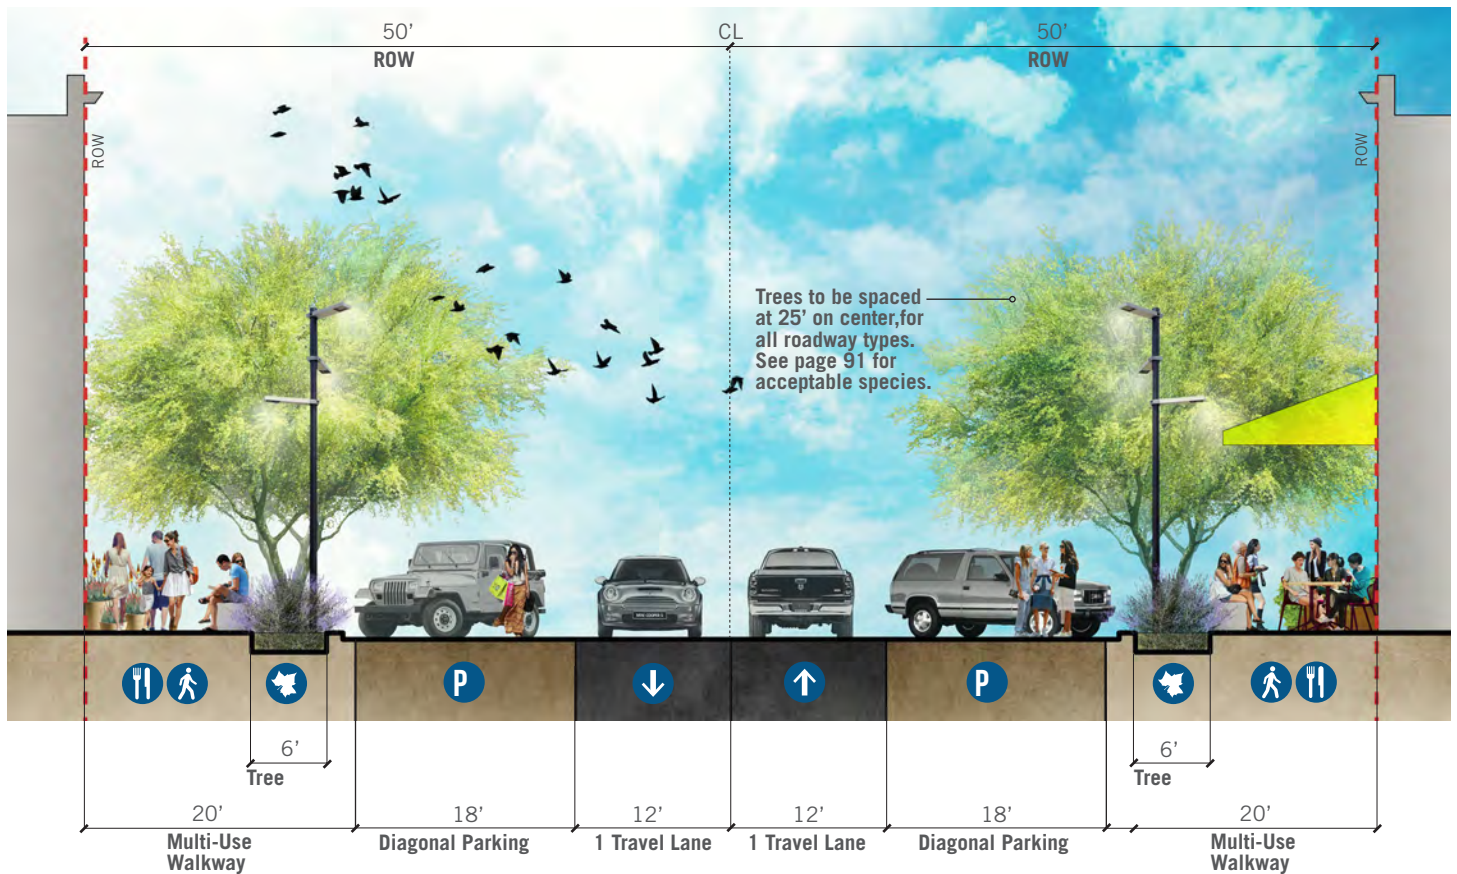 50’
CL
50’
ROW
ROW
ROW
ROW
Trees to be spaced
at 25’ on center,for
all roadway types.
See page 91 for
acceptable species.
P
P
6’
Tree
6’
Tree
20’
Multi-Use
Walkway
18’
Diagonal Parking
12’
1 Travel Lane
12’
1 Travel Lane
18’
Diagonal Parking
20’
Multi-Use
Walkway